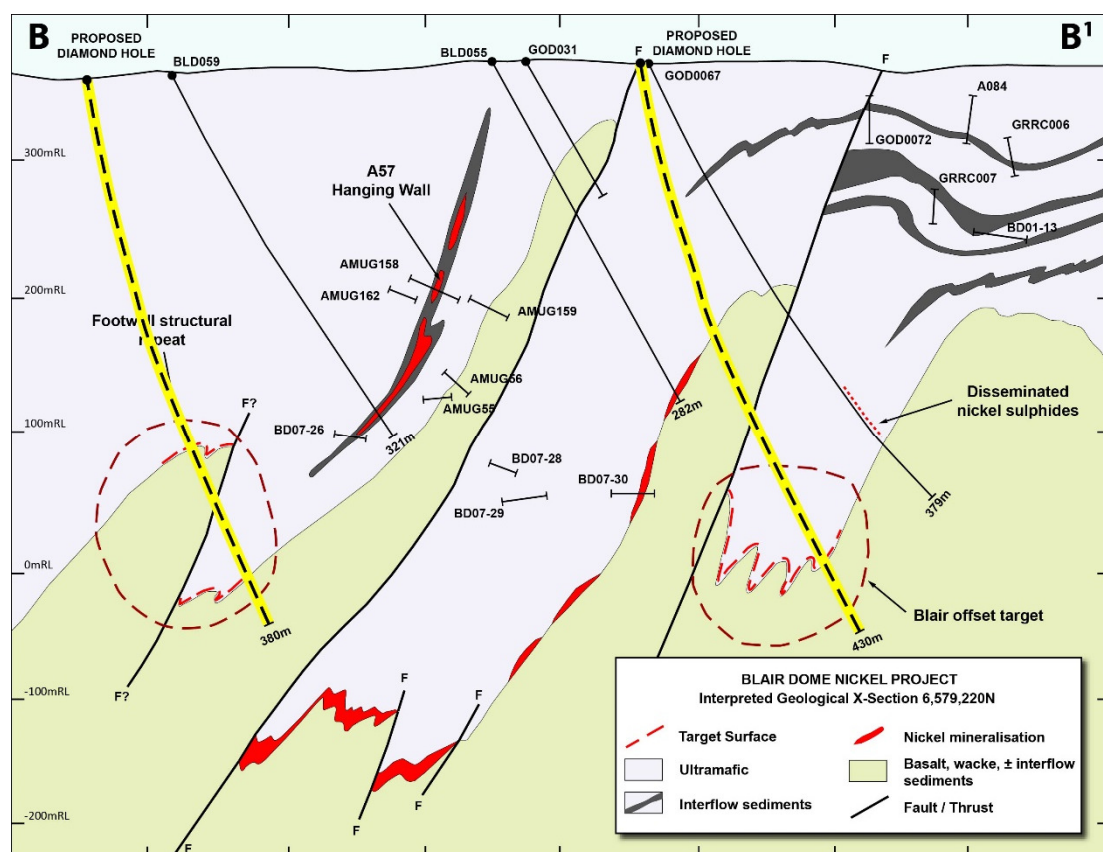 B
B¹
PROPOSED
DIAMOND HOLE
BLD059
BLD055
GOD031
F
PROPOSED
DIAMOND HOLE
GOD0067
F
A084
GRRC006
GOD0072
GRRC007
BD01-13
300mRL
200mRL
100mRL
0mRL
-100mRL
-200mRL
A57
Hanging Wall
AMUG158
AMUG162
AMUG159
AMUG56
AMUG55
Footwall structural
repeat
F?
BD07-26
321m
282m
BD07-28
BD07-29
BD07-30
Disseminated
nickel sulphides
379m
Blair offset target
380m
430m
F?
F
F
F
F
F
BLAIR DOME NICKEL PROJECT
Interpreted Geological X-Section 6,579,220N
Target Surface
Nickel mineralisation
Ultramafic
Basalt, wacke, ± interflow
sediments
Interflow sediments
Fault / Thrust